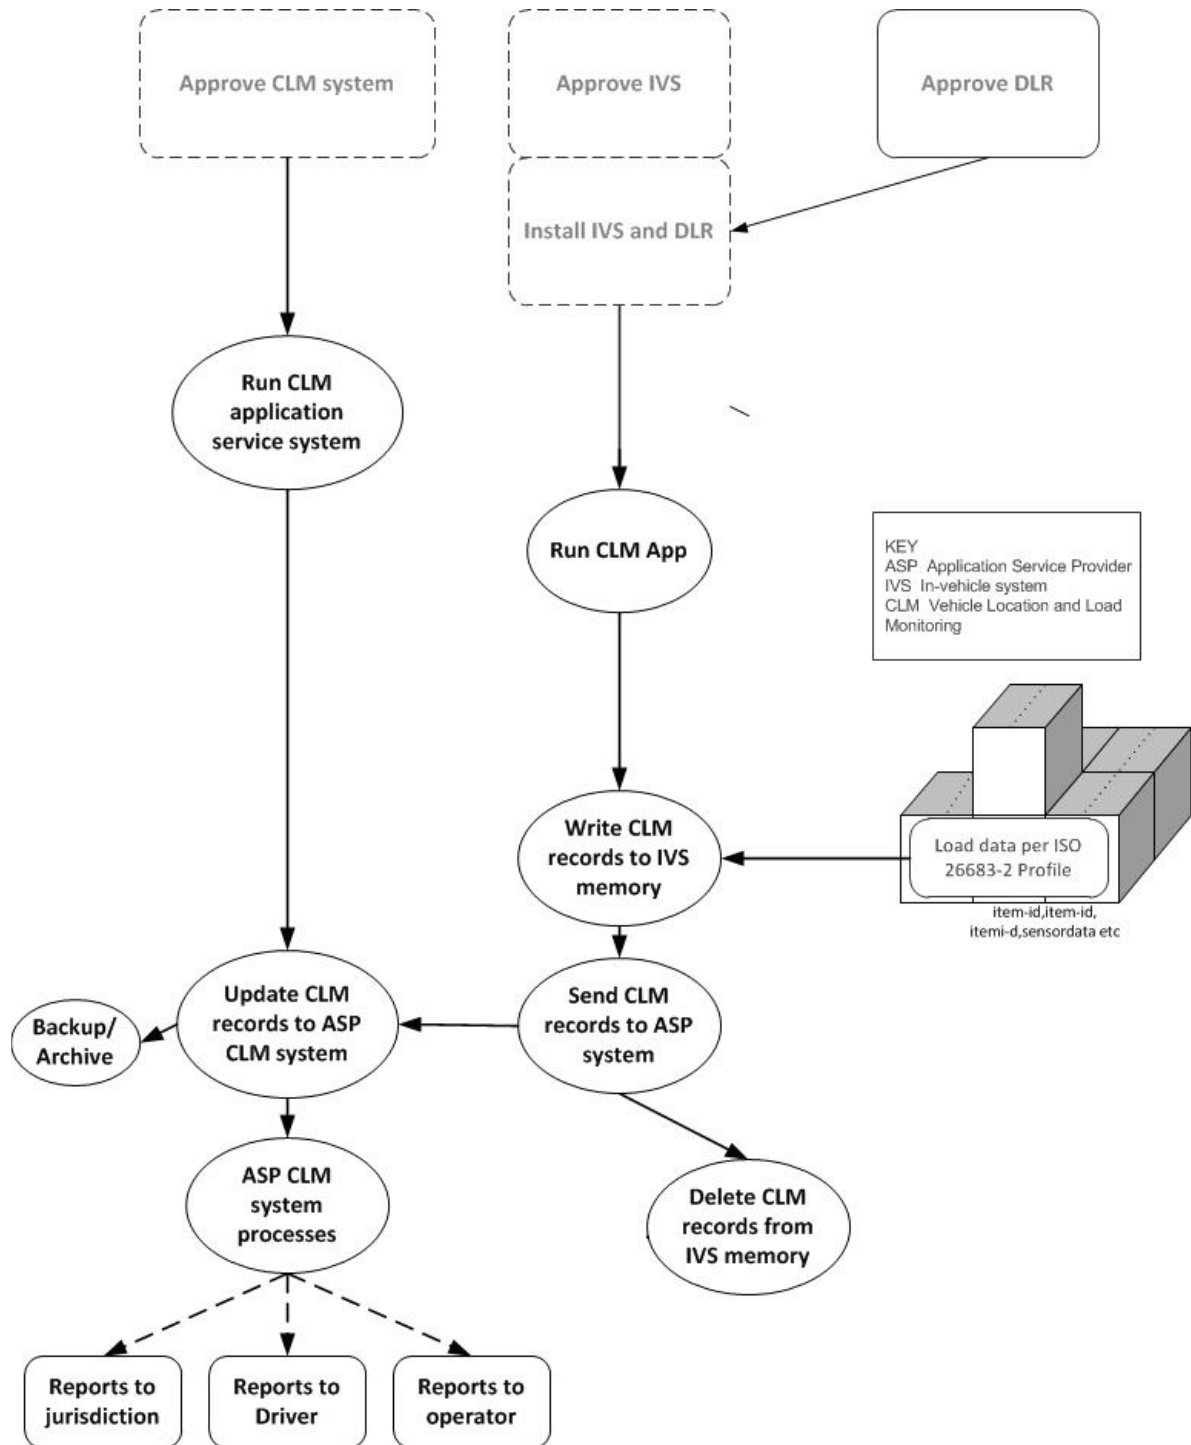 Approve CLM system
Approve IVS
Approve DLR
Install IVS and DLR
Run CLM
application
service system
Run CLM App
KEY
ASP Application Service Provider
IVS In-vehicle system
CLM Vehicle Location and Load
Monitoring
Write CLM
records to IVS
memory
Load data per ISO
26683-2 Profile
item-id,item-id,
itemi-d,sensordata etc
Update CLM
records to ASP
CLM system
Send CLM
records to ASP
system
Backup/
Archive
ASP CLM
system
processes
Delete CLM
records from
IVS memory
Reports to
jurisdiction
Reports to
Driver
Reports to
operator